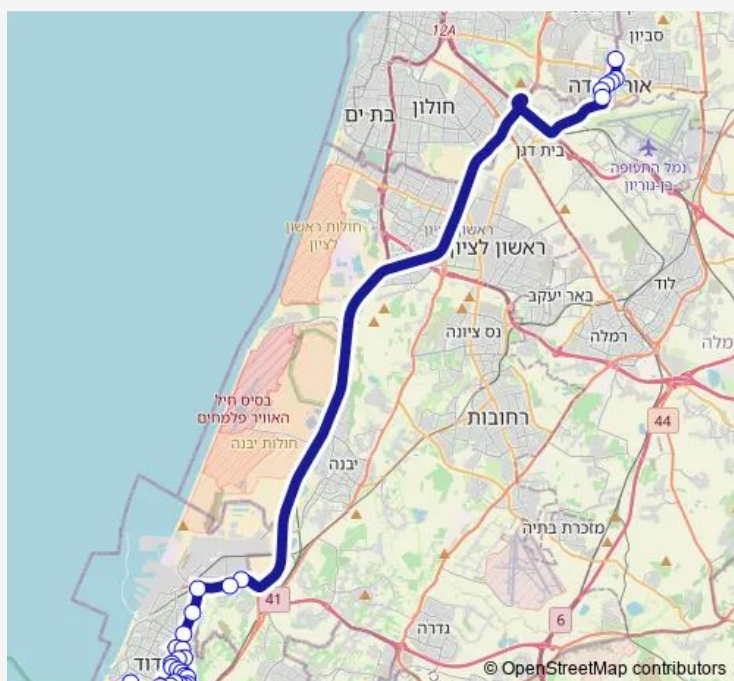 סביון
12A
חולון
בת ים
בית דגן
נמל התעופה
בן-גוריון
חולות ראשון
לציון
ראשון לציון
באר יעקב
לוד
נס ציונה
רמלה
בסיס חיל
האוויר פלמחים
חולות יבנה
רחובות
44
יבנה
מזכרת בתיה
41
6
גדרה
© OpenStreetMap contributors